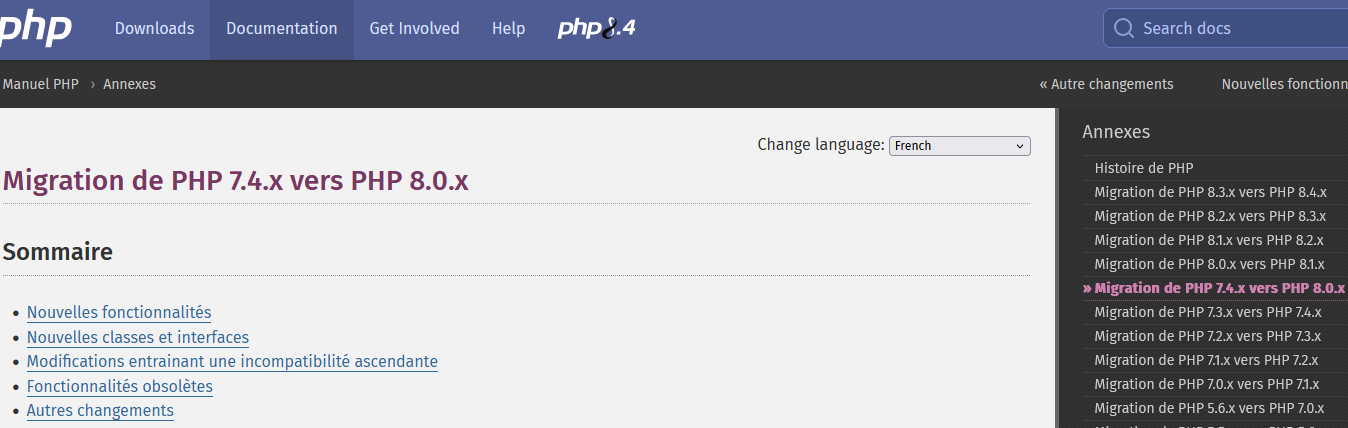 php Downloads Documentation Get Involved Help php8.4 Search docs
Manuel PHP › Annexes « Autre changements Nouvelles fonctionn
Change language: French
Migration de PHP 7.4.x vers PHP 8.0.x
Sommaire
• Nouvelles fonctionnalités
• Nouvelles classes et interfaces
• Modifications entrainant une incompatibilité ascendante
• Fonctionnalités obsolètes
• Autres changements
Annexes
Histoire de PHP
Migration de PHP 8.3.x vers PHP 8.4.x
Migration de PHP 8.2.x vers PHP 8.3.x
Migration de PHP 8.1.x vers PHP 8.2.x
Migration de PHP 8.0.x vers PHP 8.1.x
» Migration de PHP 7.4.x vers PHP 8.0.x
Migration de PHP 7.3.x vers PHP 7.4.x
Migration de PHP 7.2.x vers PHP 7.3.x
Migration de PHP 7.1.x vers PHP 7.2.x
Migration de PHP 7.0.x vers PHP 7.1.x
Migration de PHP 5.6.x vers PHP 7.0.x